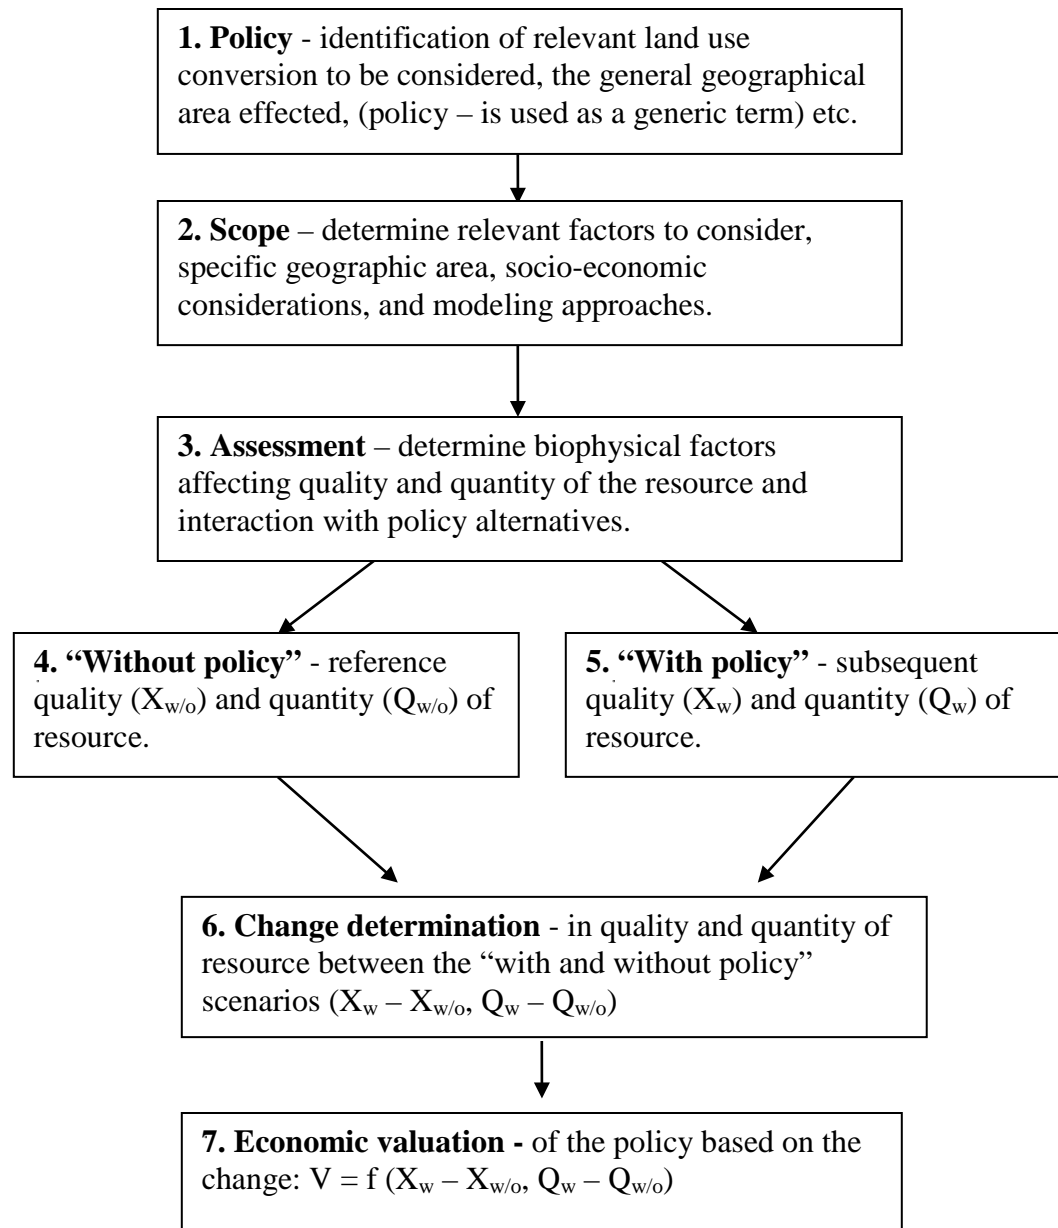 1. Policy - identification of relevant land use
conversion to be considered, the general geographical
area effected, (policy – is used as a generic term) etc.
2. Scope – determine relevant factors to consider,
specific geographic area, socio-economic
considerations, and modeling approaches.
3. Assessment – determine biophysical factors
affecting quality and quantity of the resource and
interaction with policy alternatives.
4. “Without policy” - reference
quality (Xw/o) and quantity (Qw/o) of
resource.
5. “With policy” - subsequent
quality (Xw) and quantity (Qw) of
resource.
6. Change determination - in quality and quantity of
resource between the “with and without policy”
scenarios (Xw – Xw/o, Qw – Qw/o)
7. Economic valuation - of the policy based on the
change: V = f (Xw – Xw/o, Qw – Qw/o)